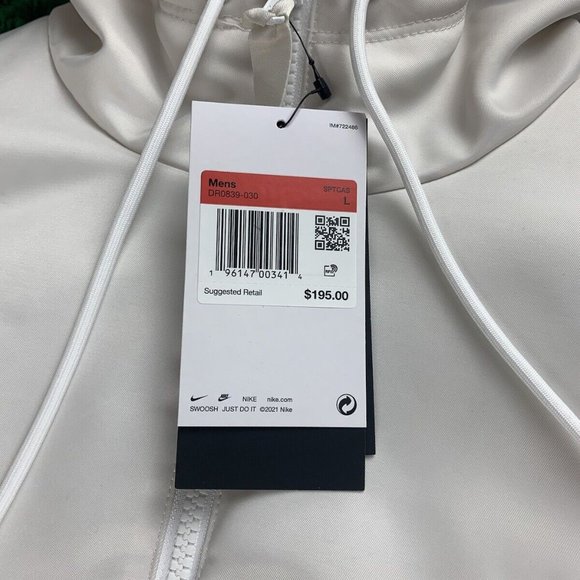 IM#722486
Mens
DR0839-030
SPTCAS
L
1 96147 00341 4
Suggested Retail
$195.00
NIKE nike.com
SWOOSH JUST DO IT ©2021 Nike